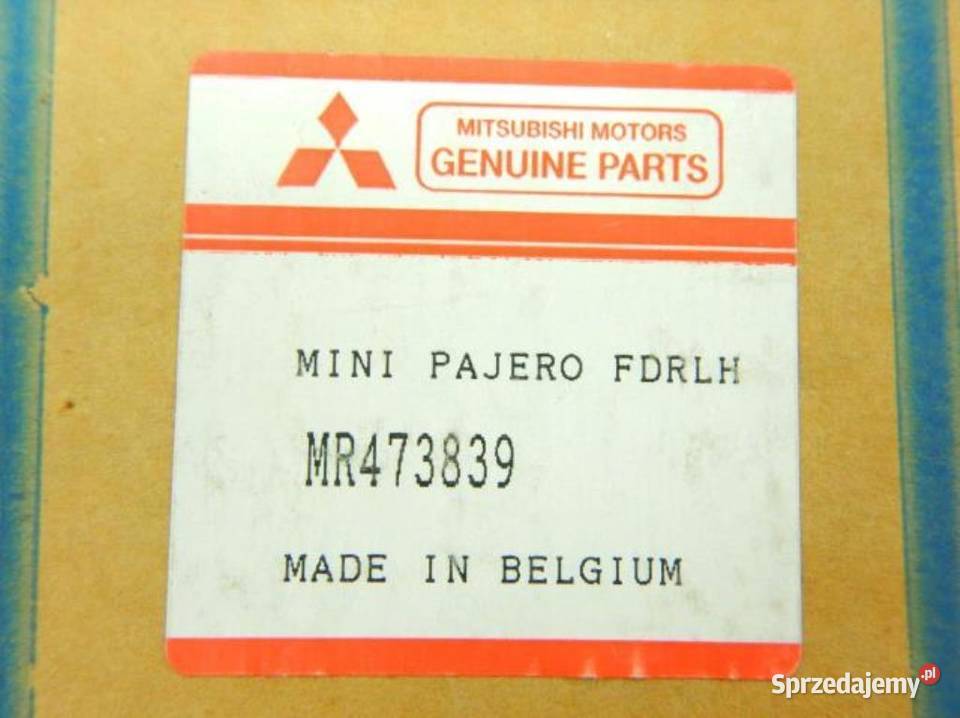 MITSUBISHI MOTORS
GENUINE PARTS
MINI PAJERO FDRLH
MR473839
MADE IN BELGIUM
Sprzedajemy.pl